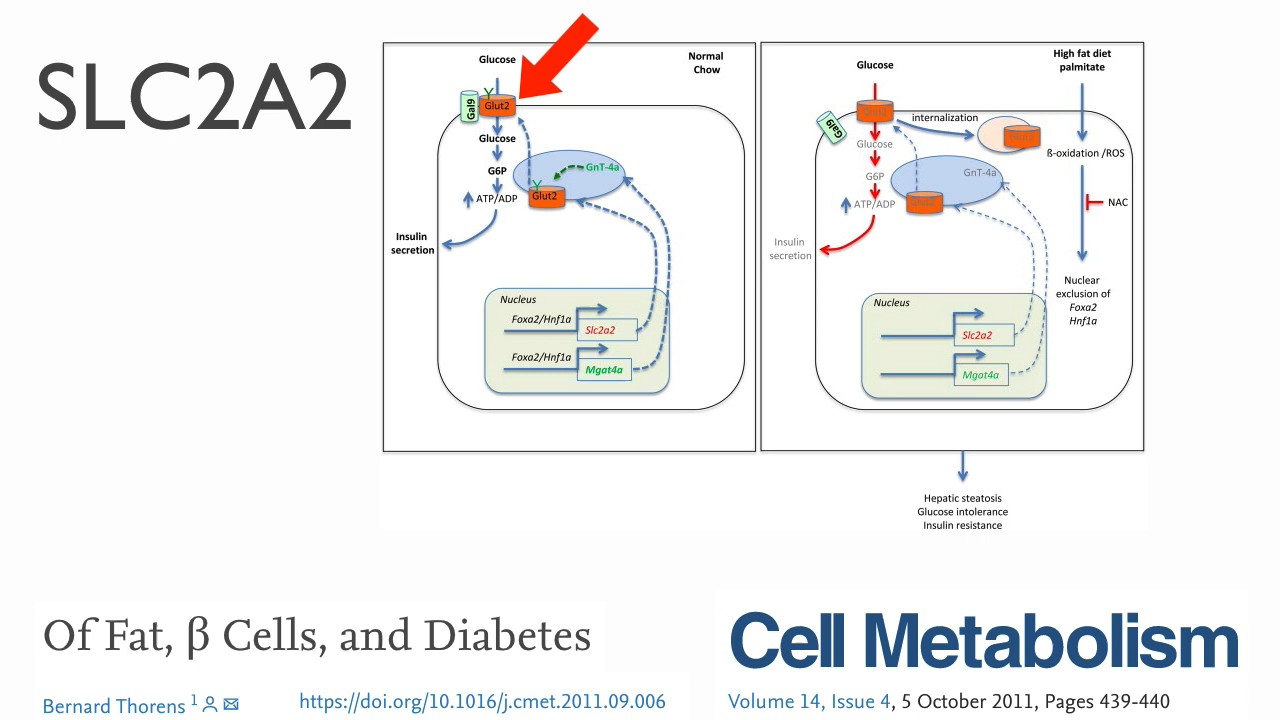 SLC2A2
Normal
Chow
Glucose
Gal9
Y
Glut2
Glucose
G6P
ATP/ADP
Insulin
secretion
GnT-4a
Y
Glut2
Nucleus
Foxa2/Hnf1a
Slc2a2
Foxa2/Hnf1a
Mgat4a
High fat diet
palmitate
Glucose
Gal9
Glut2
internalization
Glut2
Glucose
G6P
ATP/ADP
Insulin
secretion
GnT-4a
Glut2
ß-oxidation /ROS
NAC
Nuclear
exclusion of
Foxa2
Hnf1a
Nucleus
Slc2a2
Mgat4a
Hepatic steatosis
Glucose intolerance
Insulin resistance
Of Fat, β Cells, and Diabetes
Cell Metabolism
Bernard Thorens 1
https://doi.org/10.1016/j.cmet.2011.09.006
Volume 14, Issue 4, 5 October 2011, Pages 439-440